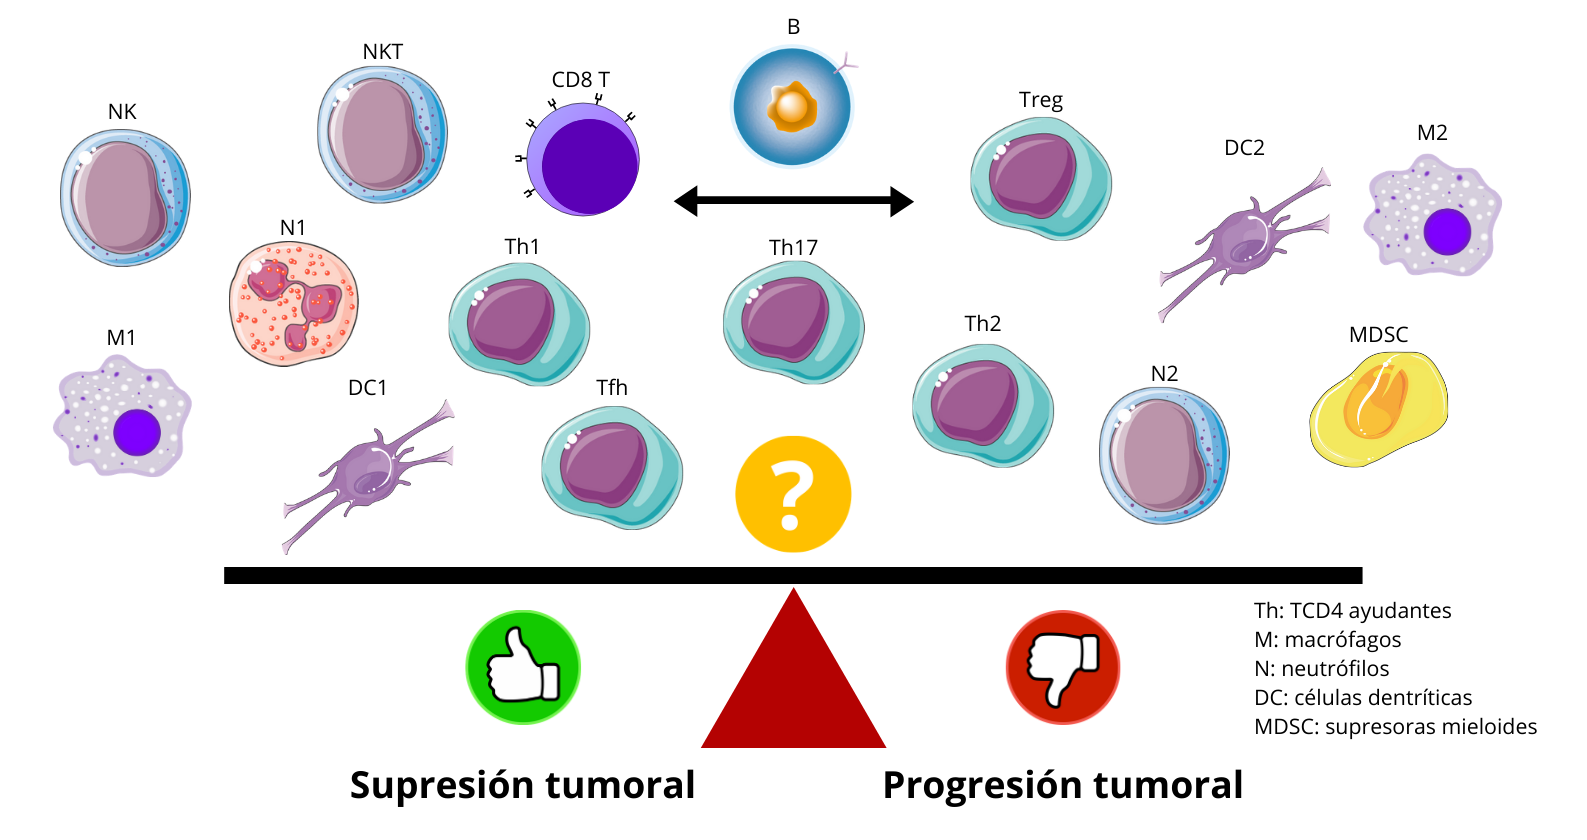 B
NKT
CD8 T
NK
Treg
M2
DC2
N1
Th1
Th17
M1
Th2
MDSC
DC1
Tfh
N2
?
Th: TCD4 ayudantes
M: macrófagos
N: neutrófilos
DC: células dentríticas
MDSC: supresoras mieloides
Supresión tumoral
Progresión tumoral